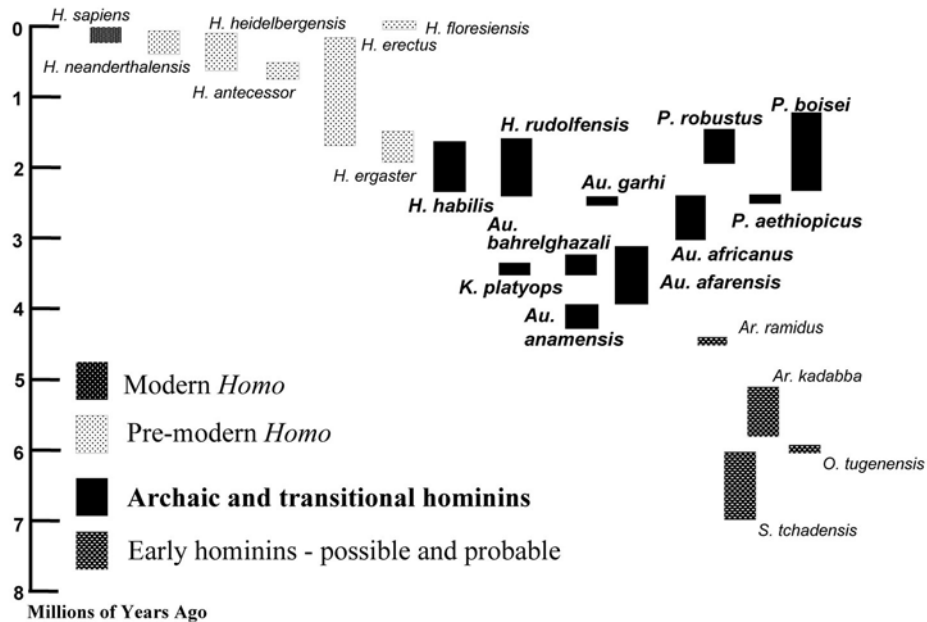 H. sapiens
H. heidelbergensis
H. floresiensis
0
H. erectus
H. neanderthalensis
H. antecessor
1
P. boisei
P. robustus
H. rudolfensis
2
H. ergaster
Au. garhi
H. habilis
P. aethiopicus
Au.
bahrelghazali
3
Au. africanus
K. platyops
Au. afarensis
4
Au.
anamensis
Ar. ramidus
5
Modern Homo
Ar. kadabba
Pre-modern Homo
6
O. tugenensis
Archaic and transitional hominins
7
S. tchadensis
Early hominins - possible and probable
8
Millions of Years Ago